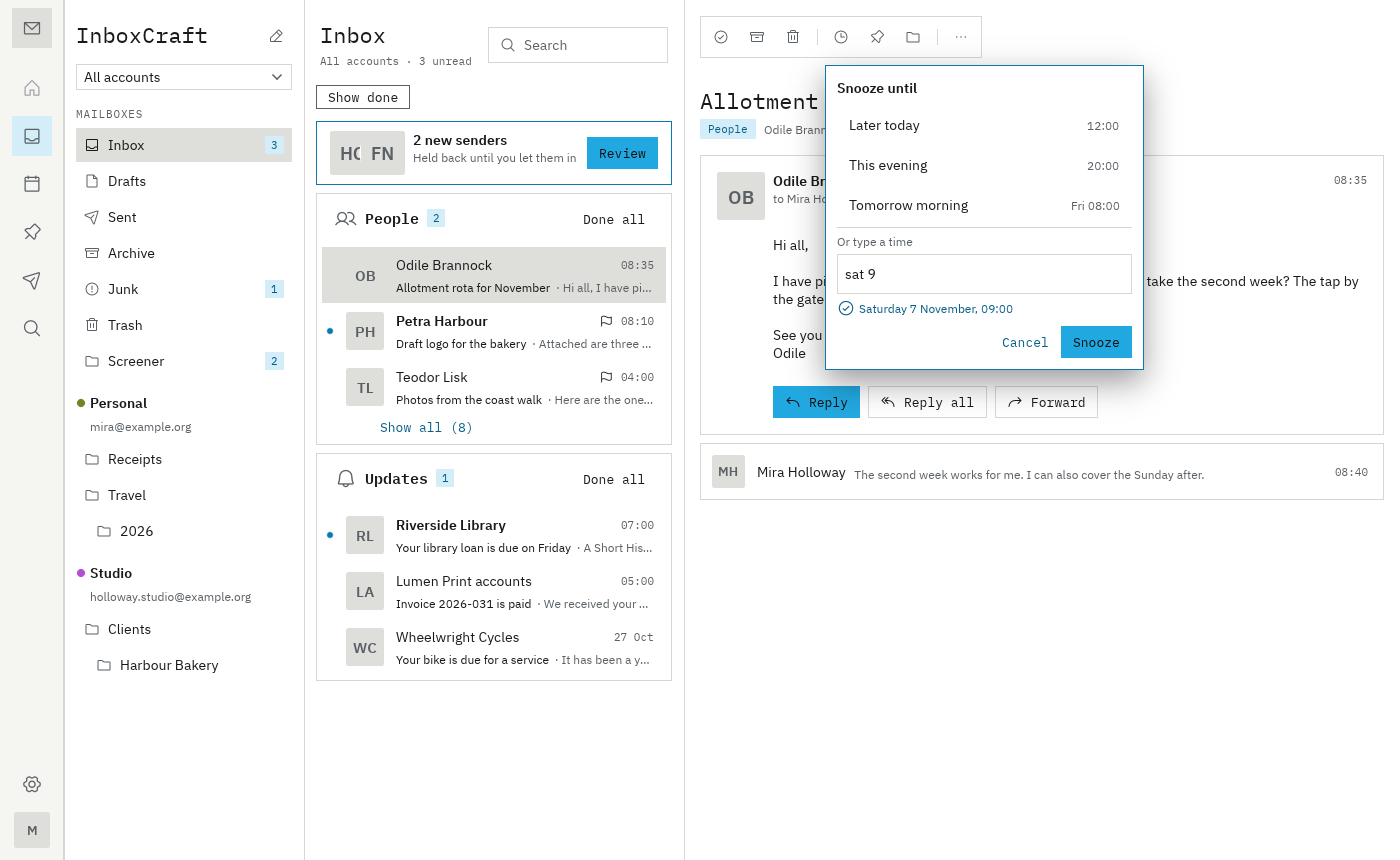 InboxCraft
All accounts
MAILBOXES
Inbox 3
Drafts
Sent
Archive
Junk 1
Trash
Screener 2
Personal
mira@example.org
Receipts
Travel
2026
Studio
holloway.studio@example.org
Clients
Harbour Bakery
M
Inbox
All accounts · 3 unread
Search
Show done
FN
2 new senders
Held back until you let them in
Review
People 2
Done all
OB
Odile Brannock 08:35
Allotment rota for November · Hi all, I have pi…
PH
Petra Harbour 08:10
Draft logo for the bakery · Attached are three …
TL
Teodor Lisk 04:00
Photos from the coast walk · Here are the one…
Show all (8)
Updates 1
Done all
RL
Riverside Library 07:00
Your library loan is due on Friday · A Short His…
LA
Lumen Print accounts 05:00
Invoice 2026-031 is paid · We received your …
WC
Wheelwright Cycles 27 Oct
Your bike is due for a service · It has been a y…
Allotment
People Odile
OB
Odile 08:35
to Mira
Hi all,
I have take the second week? The tap by
the gate
See you
Odile
Reply
Reply all
Forward
MH
Mira Holloway The second week works for me. I can also cover the Sunday after. 08:40
Snooze until
Later today 12:00
This evening 20:00
Tomorrow morning Fri 08:00
Or type a time
sat 9
Saturday 7 November, 09:00
Cancel
Snooze